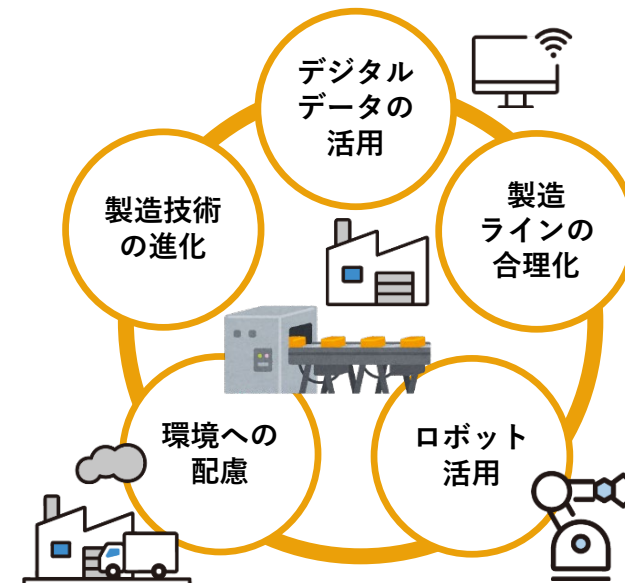 デジタル
データの
活用
製造
ラインの
合理化
ロボット
活用
環境への
配慮
製造技術
の進化